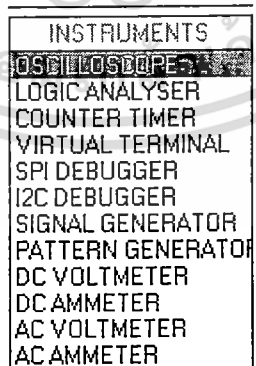 INSTRUMENTS
OSCILLOSCOPE
LOGIC ANALYSER
COUNTER TIMER
VIRTUAL TERMINAL
SPI DEBUGGER
I2C DEBUGGER
SIGNAL GENERATOR
PATTERN GENERATOR
DC VOLTMETER
DC AMMETER
AC VOLTMETER
AC AMMETER